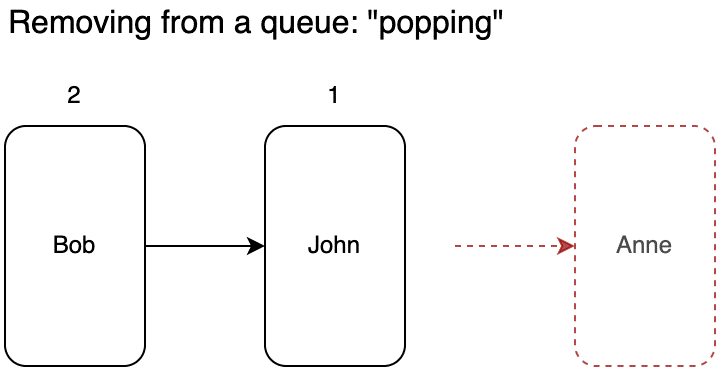 Removing from a queue: "popping"
2 1
Bob John Anne